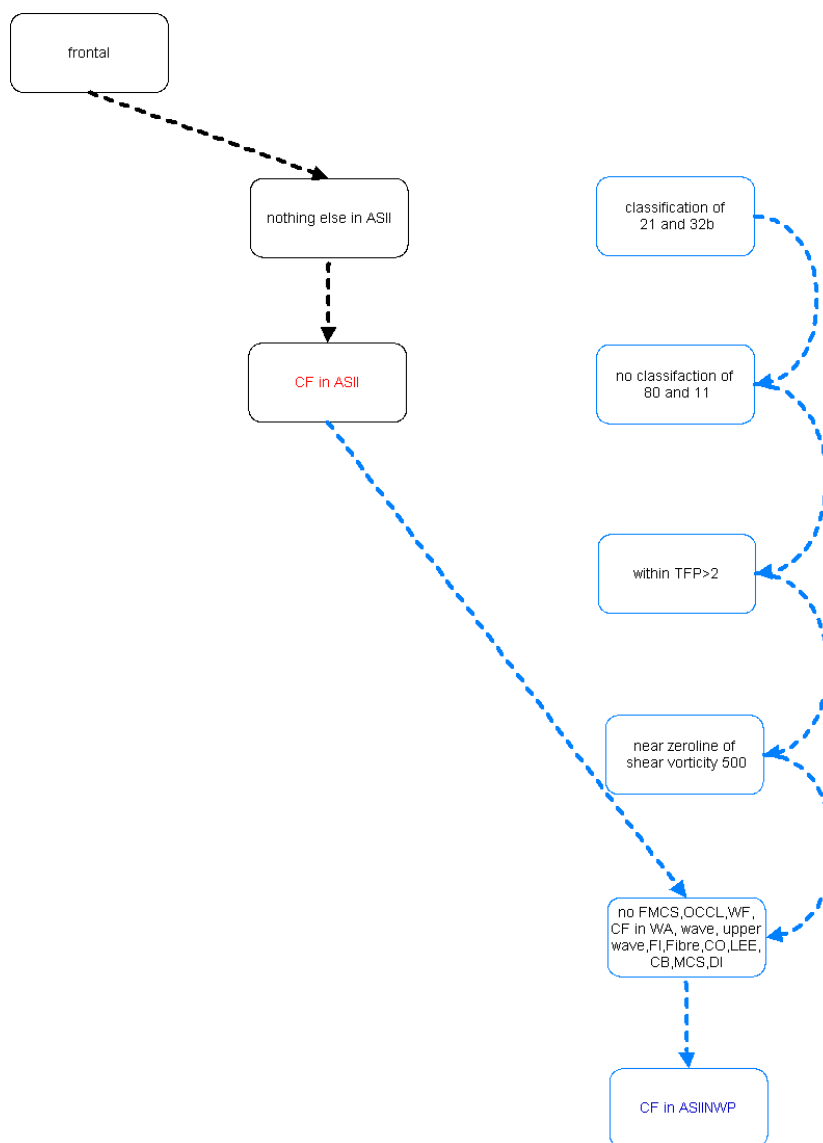 frontal
nothing else in ASII
classification of
21 and 32b
CF in ASII
no classifaction of
80 and 11
within TFP>2
near zeroline of
shear vorticity 500
no FMCS,OCCL,WF,
CF in WA, wave, upper
wave,FI,Fibre,CO,LEE,
CB,MCS,DI
CF in ASIINWP